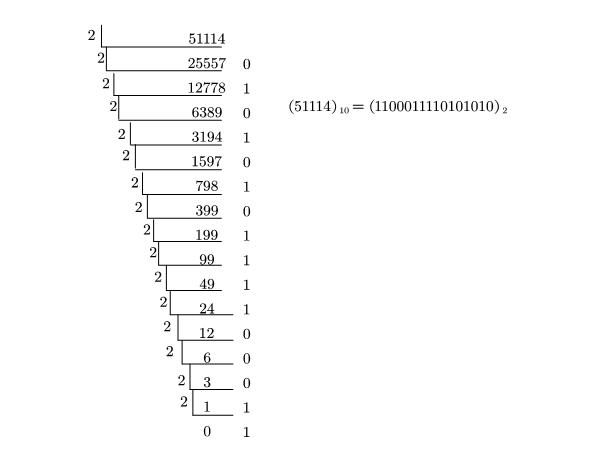 2 51114
2 25557 0
2 12778 1
2 6389 0
(51114)₁₀ = (1100011110101010)₂
2 3194 1
2 1597 0
2 798 1
2 399 0
2 199 1
2 99 1
2 49 1
2 24 1
2 12 0
2 6 0
2 3 0
2 1 1
0 1